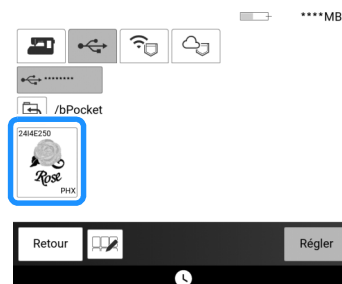 ****MB
........
/bPocket
24I4E250
Rose
PHX
Retour
Régler